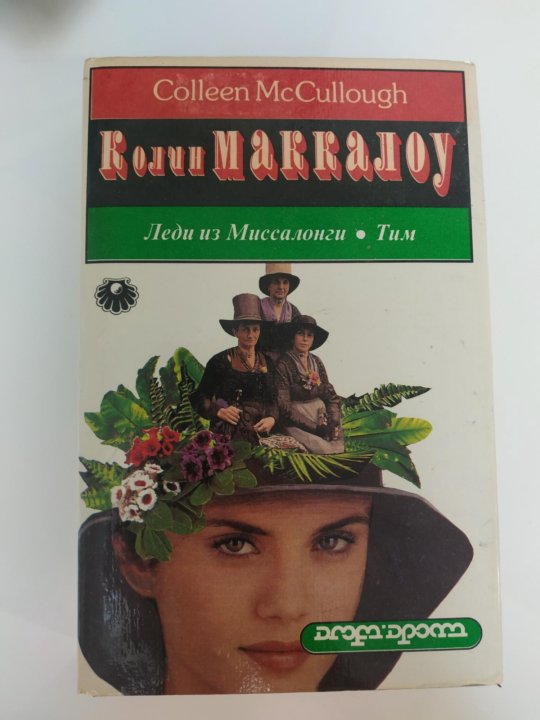 Colleen McCullough
Колин МАККАЛОУ
Леди из Миссалонги • Тим